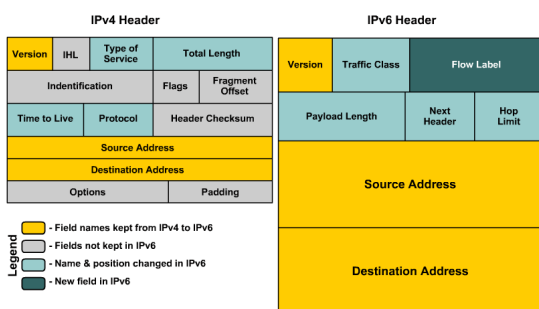 IPv4 Header
Version IHL Type of Service Total Length
Indentification Flags Fragment Offset
Time to Live Protocol Header Checksum
Source Address
Destination Address
Options Padding
Legend
- Field names kept from IPv4 to IPv6
- Fields not kept in IPv6
- Name & position changed in IPv6
- New field in IPv6
IPv6 Header
Version Traffic Class Flow Label
Payload Length Next Header Hop Limit
Source Address
Destination Address